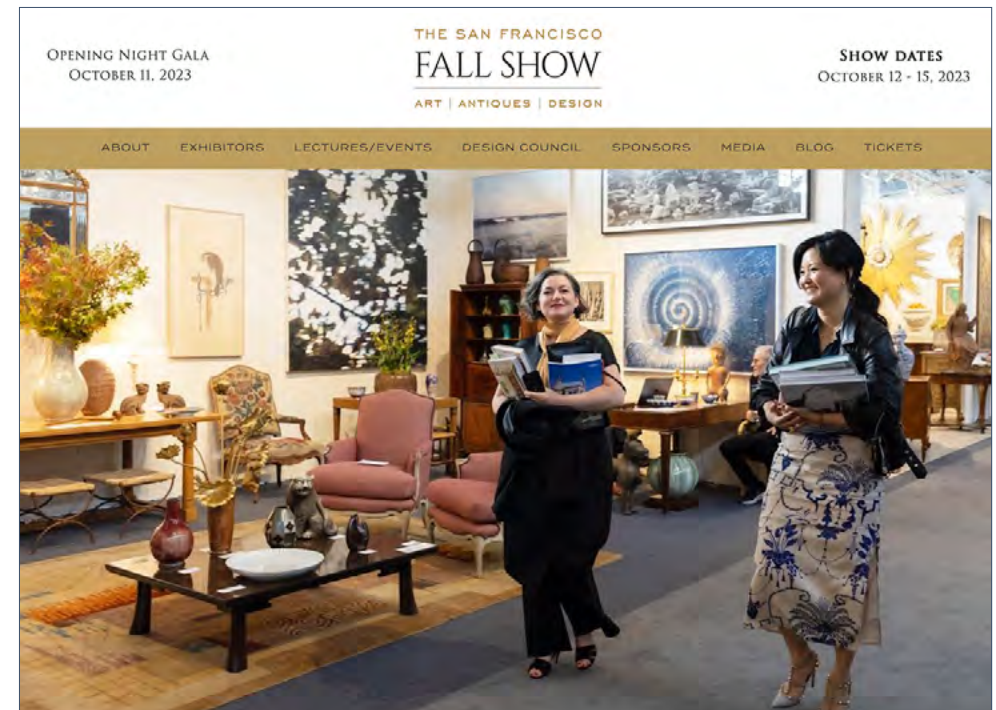 OPENING NIGHT GALA
OCTOBER 11, 2023
THE SAN FRANCISCO
FALL SHOW
ART | ANTIQUES | DESIGN
SHOW DATES
OCTOBER 12 - 15, 2023
ABOUT EXHIBITORS LECTURES/EVENTS DESIGN COUNCIL SPONSORS MEDIA BLOG TICKETS